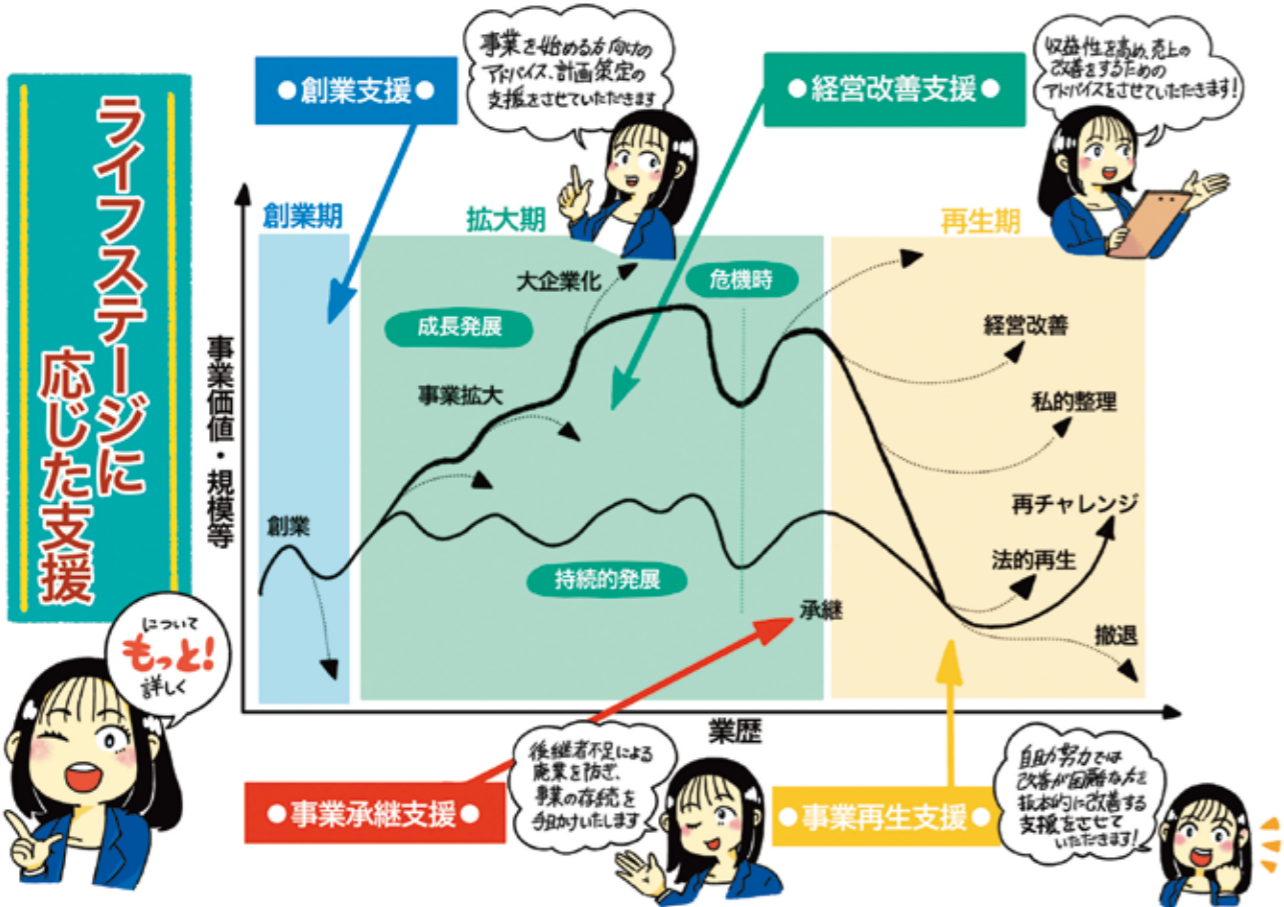 ライフステージに
応じた支援
について
もっと!
詳しく
●創業支援●
事業を始める方向けの
アドバイス、計画策定の
支援をさせていただきます
●経営改善支援●
収益性を高め、売上の
改善をするための
アドバイスをさせていただきます!
創業期
拡大期
再生期
大企業化
危機時
成長発展
経営改善
事業拡大
私的整理
事業価値・規模等
再チャレンジ
創業
法的再生
持続的発展
承継
撤退
業歴
●事業承継支援●
後継者不足による
廃業を防ぎ、
事業の存続を
手助けいたします
●事業再生支援●
自助努力では
改善が困難な方を
抜本的に改善する
支援をさせて
いただきます!